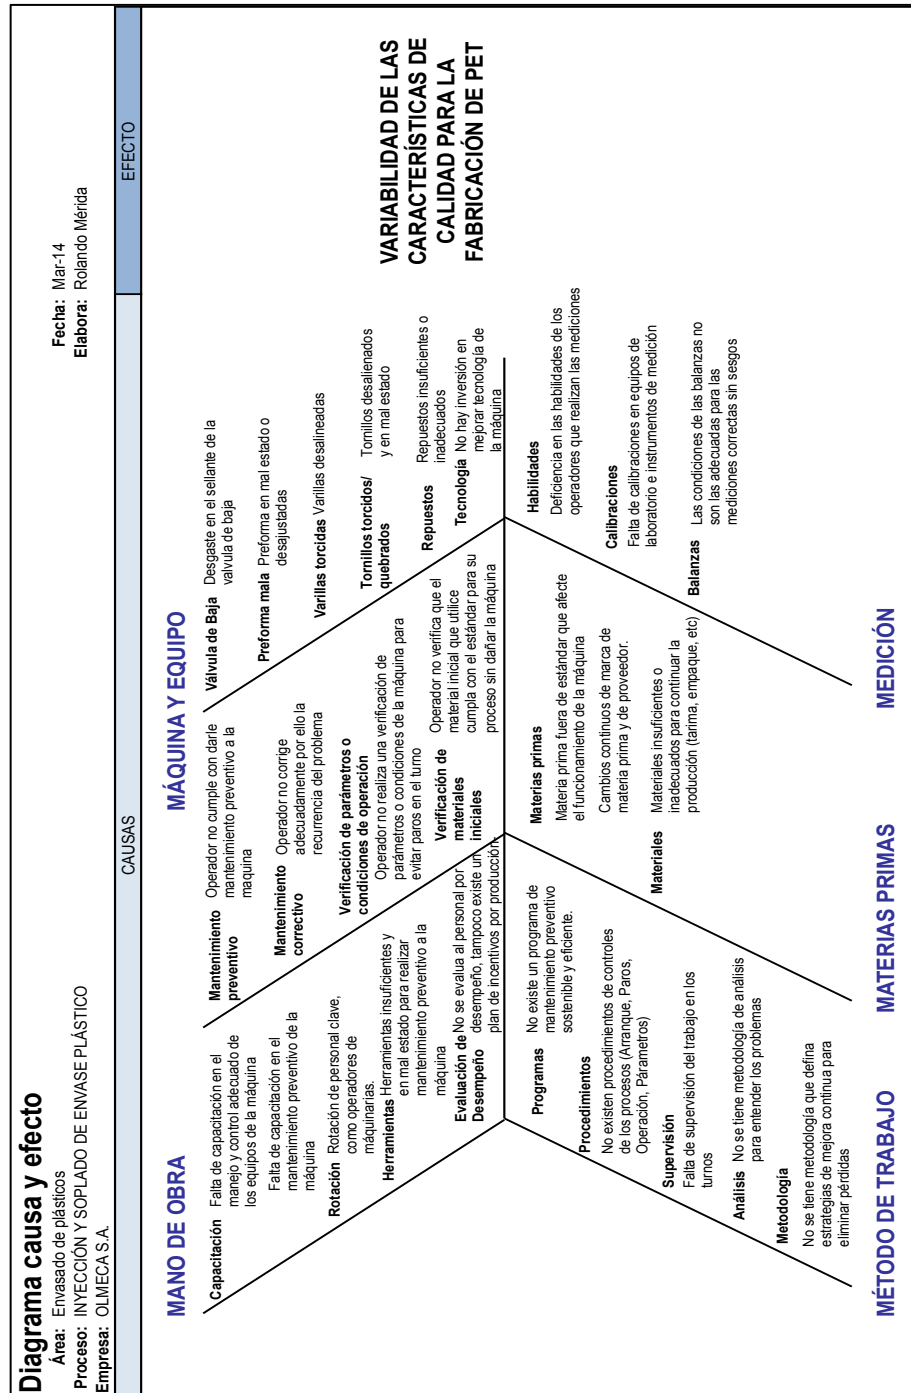 Diagrama causa y efecto
Área: Envasado de plásticos
Proceso: INYECCIÓN Y SOPLADO DE ENVASE PLÁSTICO
Empresa: OLMECA S.A.
Fecha: Mar-14
Elabora: Rolando Mérida
CAUSAS
EFECTO
MANO DE OBRA
Capacitación Falta de capacitación en el
manejo y control adecuado de
los equipos de la máquina
Falta de capacitación en el
mantenimiento preventivo de la
máquina
Rotación Rotación de personal clave,
como operadores de
máquinarias.
Herramientas Herramientas insuficientes y
en mal estado para realizar
mantenimiento preventivo a la
máquina
Evaluación de No se evalua al personal por
Desempeño desempeño, tampoco existe un
plan de incentivos por producción.
Mantenimiento Operador no cumple con darle
preventivo mantenimiento preventivo a la
maquina
Mantenimiento Operador no corrige
correctivo adecuadamente por ello la
recurrencia del problema
Verificación de parámetros o
condiciones de operación
Operador no realiza una verificación de
parámetros o condiciones de la máquina para
evitar paros en el turno
Verificación de
materiales
iniciales
Operador no verifica que el
material inicial que utilice
cumpla con el estándar para su
proceso sin dañar la máquina
MÁQUINA Y EQUIPO
Válvula de Baja Desgaste en el sellante de la
valvula de baja
Preforma mala Preforma en mal estado o
desajustadas
Varillas torcidas Varillas desalineadas
Tornillos torcidos/ Tornillos desalienados
quebrados y en mal estado
Repuestos Repuestos insuficientes o
inadecuados
Tecnología No hay inversión en
mejorar tecnología de
la máquina
VARIABILIDAD DE LAS
CARACTERÍSTICAS DE
CALIDAD PARA LA
FABRICACIÓN DE PET
Programas No existe un programa de
mantenimiento preventivo
sostenible y eficiente.
Procedimientos
No existen procedimientos de controles
de los procesos (Arranque, Paros,
Operación, Párametros)
Supervisión
Falta de supervisión del trabajo en los
turnos
Análisis No se tiene metodología de análisis
para entender los problemas
Metodología
No se tiene metodología que defina
estrategias de mejora continua para
eliminar pérdidas
MÉTODO DE TRABAJO
Materias primas
Materia prima fuera de estándar que afecte
el funcionamiento de la máquina
Cambios continuos de marca de
materia prima y de proveedor.
Materiales Materiales insuficientes o
inadecuados para continuar la
producción (tarima, empaque, etc)
MATERIAS PRIMAS
Habilidades
Deficiencia en las habilidades de los
operadores que realizan las mediciones
Calibraciones
Falta de calibraciones en equipos de
laboratorio e instrumentos de medición
Balanzas Las condiciones de las balanzas no
son las adecuadas para las
mediciones correctas sin sesgos
MEDICIÓN